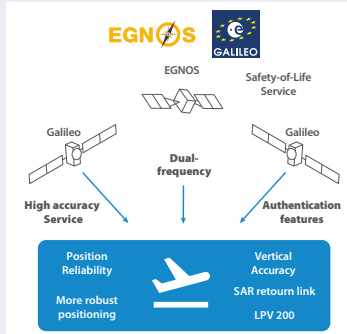 EGNOS
GALILEO
EGNOS
Safety-of-Life
Service
Galileo
Galileo
Dual-
frequency
High accuracy
Service
Authentication
features
Position
Reliability
Vertical
Accuracy
SAR retourn link
More robust
positioning
LPV 200